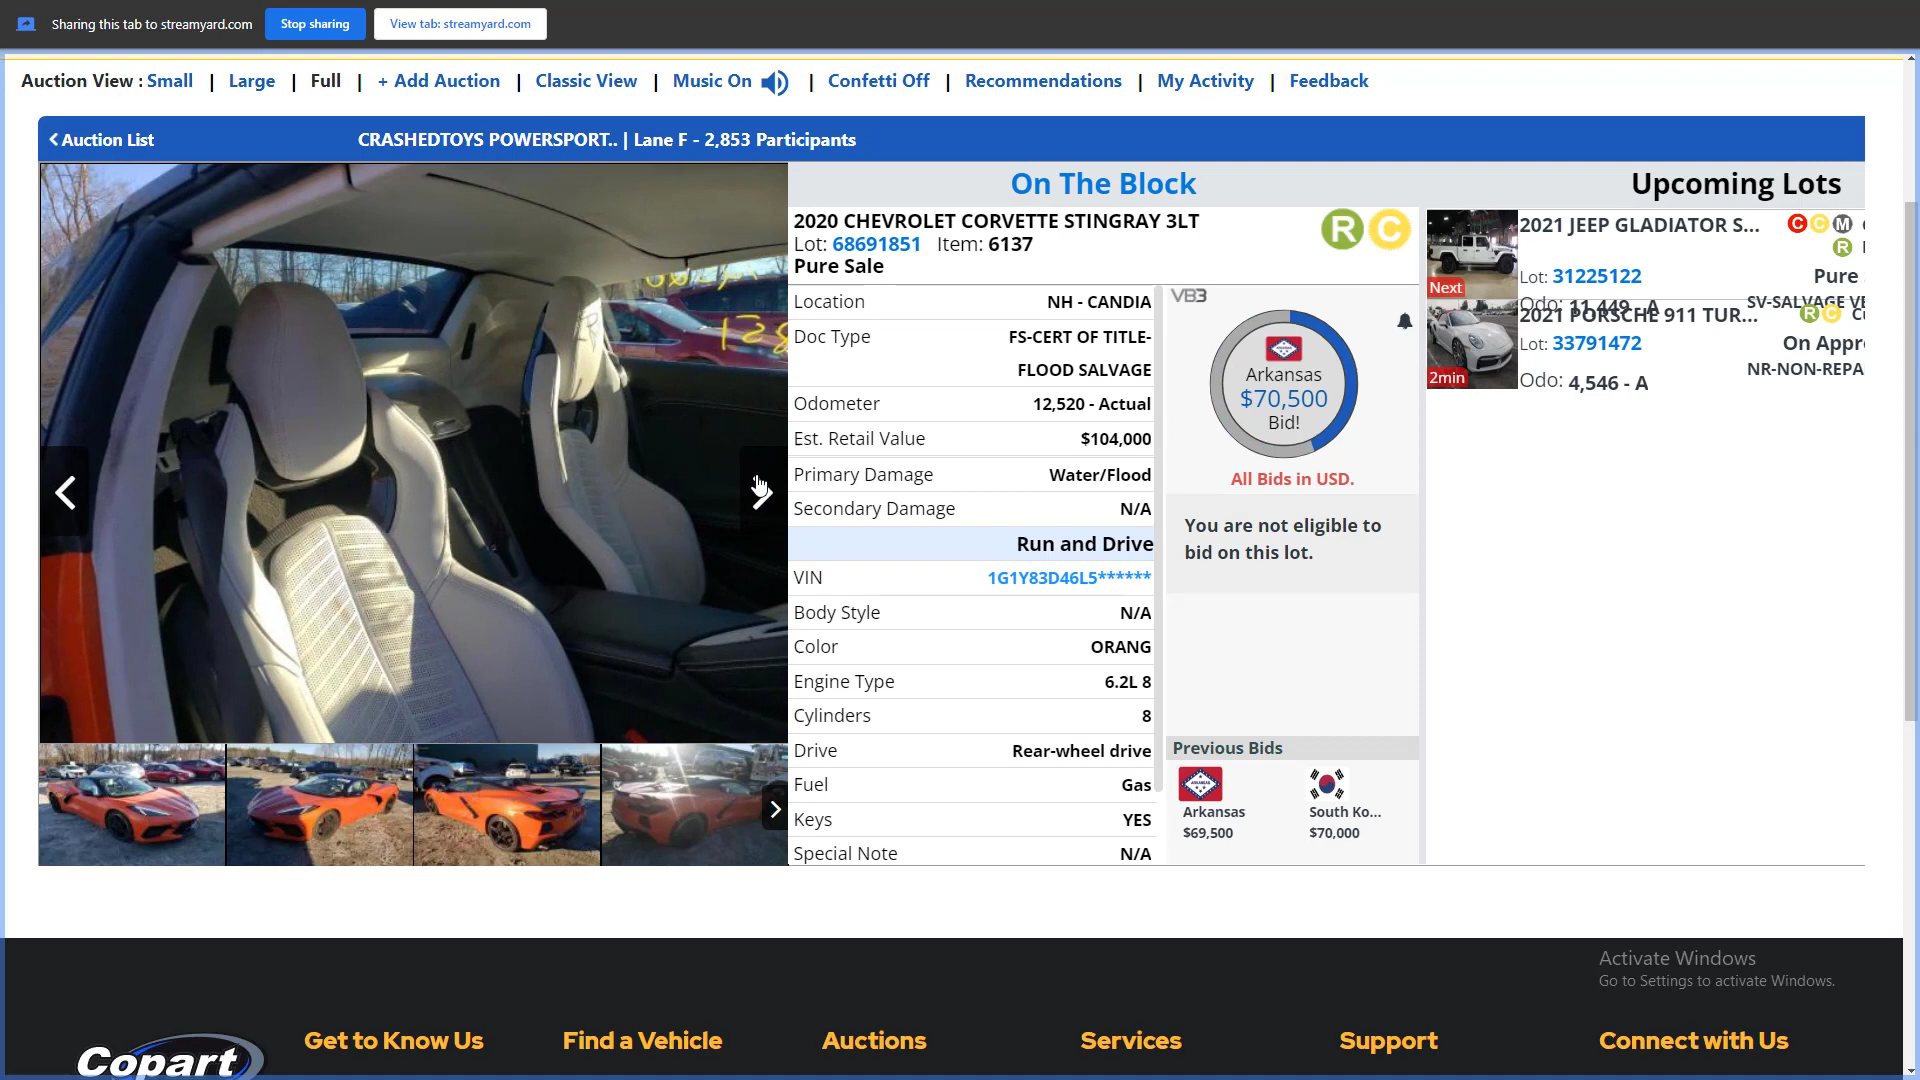 Sharing this tab to streamyard.com
Stop sharing
View tab: streamyard.com
Auction View : Small | Large | Full | + Add Auction | Classic View | Music On | Confetti Off | Recommendations | My Activity | Feedback
Auction List
CRASHEDTOYS POWERSPORT.. | Lane F - 2,853 Participants
On The Block
Upcoming Lots
2020 CHEVROLET CORVETTE STINGRAY 3LT
Lot: 68691851 Item: 6137
Pure Sale
R C
Location NH - CANDIA
Doc Type FS-CERT OF TITLE-
FLOOD SALVAGE
Odometer 12,520 - Actual
Est. Retail Value $104,000
Primary Damage Water/Flood
Secondary Damage N/A
Run and Drive
VIN 1G1Y83D46L5******
Body Style N/A
Color ORANG
Engine Type 6.2L 8
Cylinders 8
Drive Rear-wheel drive
Fuel Gas
Keys YES
Special Note N/A
VB3
Arkansas
$70,500
Bid!
All Bids in USD.
You are not eligible to
bid on this lot.
Previous Bids
Arkansas
$69,500
South Ko...
$70,000
2021 JEEP GLADIATOR S...
C C M
R
Lot: 31225122
Pure
Next
Odo: 11,449 - A
SV-SALVAGE VE
2021 PORSCHE 911 TUR...
R C
Lot: 33791472
On Appr
2min
NR-NON-REPA
Odo: 4,546 - A
Activate Windows
Go to Settings to activate Windows.
Copart
Get to Know Us
Find a Vehicle
Auctions
Services
Support
Connect with Us